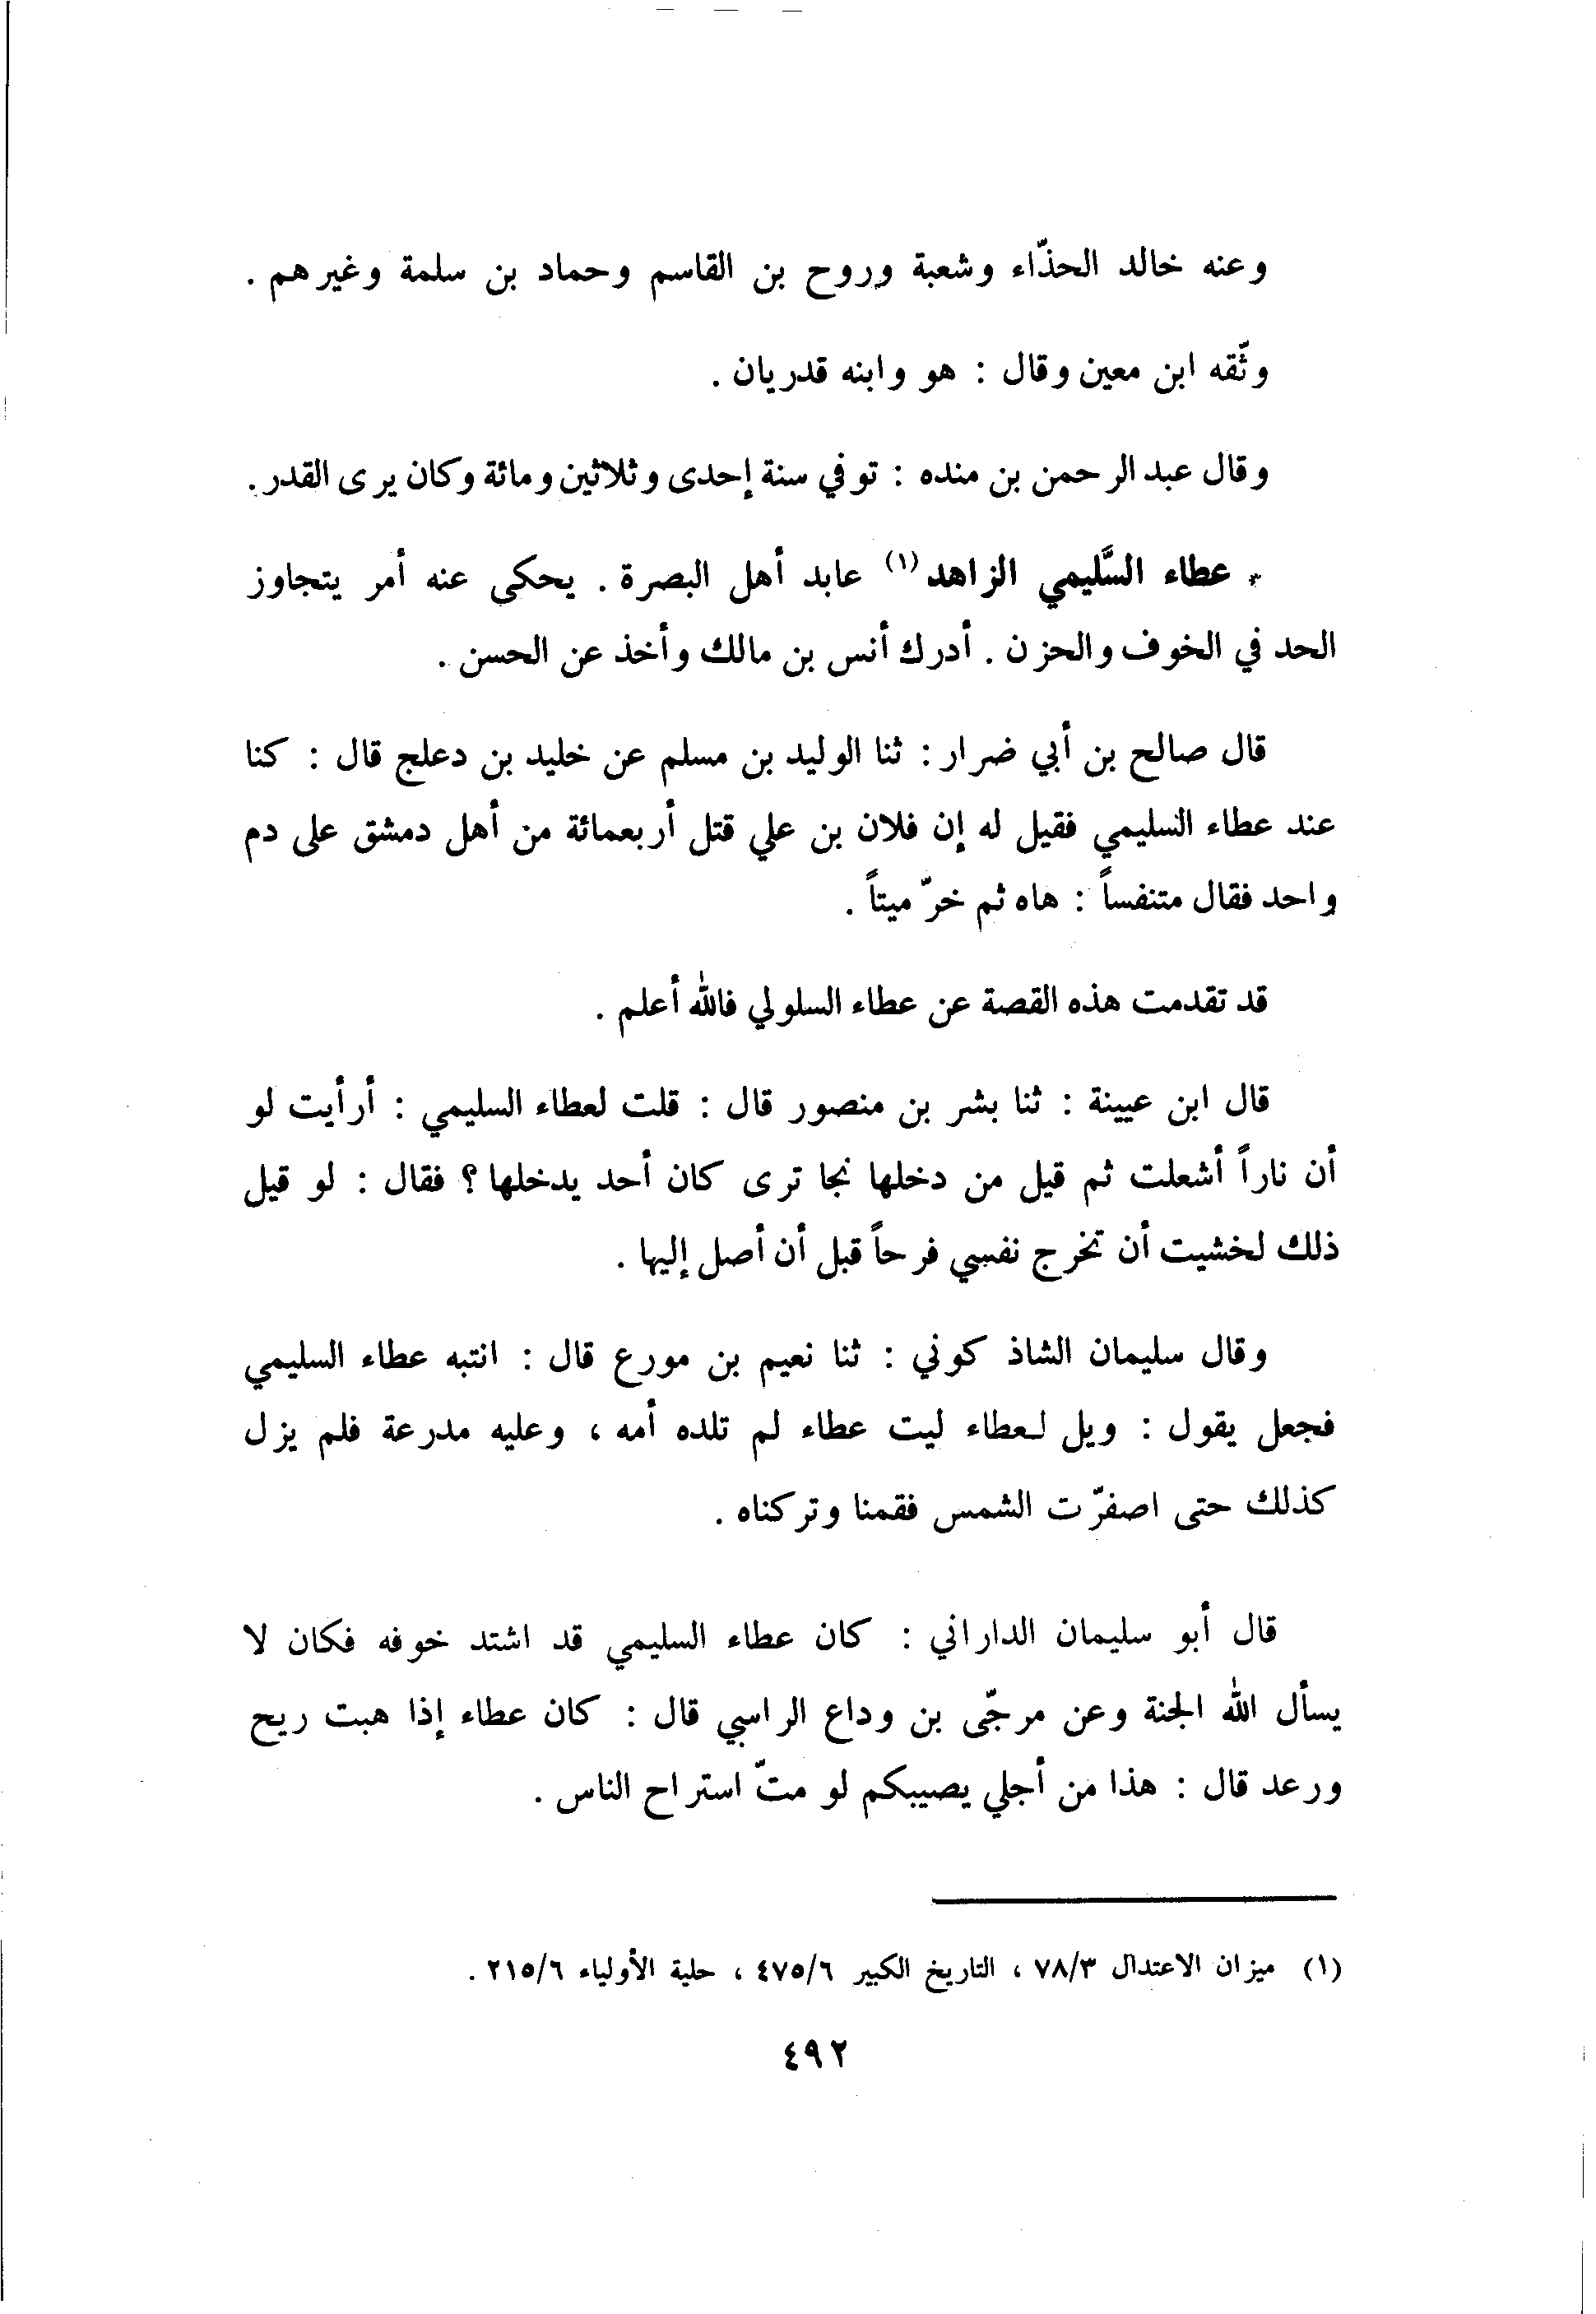 وعنه خالد الحذّاء وشعبة وروح بن القاسم وحماد بن سلمة وغيرهم .
وثّقه ابن معين وقال : هو وابنه قدريان .
وقال عبد الرحمن بن منده : توفي سنة إحدى وثلاثين ومائة وكان يرى القدر .
* عطاء السَّليمي الزاهد (١) عابد أهل البصرة . يحكى عنه أمر يتجاوز
الحد في الخوف والحزن . أدرك أنس بن مالك وأخذ عن الحسن .
قال صالح بن أبي ضرار : ثنا الوليد بن مسلم عن خليد بن دعلج قال : كنا
عند عطاء السليمي فقيل له إن فلان بن علي قتل أربعمائة من أهل دمشق على دم
واحد فقال متنفساً : هاه ثم خرّ ميتاً .
قد تقدمت هذه القصة عن عطاء السلولي فالله أعلم .
قال ابن عيينة : ثنا بشر بن منصور قال : قلت لعطاء السليمي : أرأيت لو
أن ناراً أشعلت ثم قيل من دخلها نجا ترى كان أحد يدخلها ؟ فقال : لو قيل
ذلك لخشيت أن تخرج نفسي فرحاً قبل أن أصل إليها .
وقال سليمان الشاذ كوني : ثنا نعيم بن مورع قال : انتبه عطاء السليمي
فجعل يقول : ويل لعطاء ليت عطاء لم تلده أمه ، وعليه مدرعة فلم يزل
كذلك حتى اصفرّت الشمس فقمنا وتركناه .
قال أبو سليمان الداراني : كان عطاء السليمي قد اشتد خوفه فكان لا
يسأل الله الجنة وعن مرجّى بن وداع الراسبي قال : كان عطاء إذا هبت ريح
ورعد قال : هذا من أجلي يصيبكم لو متّ استراح الناس .
(١) ميزان الاعتدال ٧٨/٣ ، التاريخ الكبير ٤٧٥/٦ ، حلية الأولياء ٢١٥/٦ .
٤٩٢